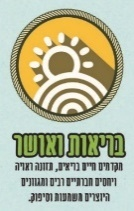 בריאות ואושר
מקדמים חיים בריאים, תזונה ראויה
ויחסים חברתיים רבים ומגוונים
היוצרים משמעות וסיפוק.